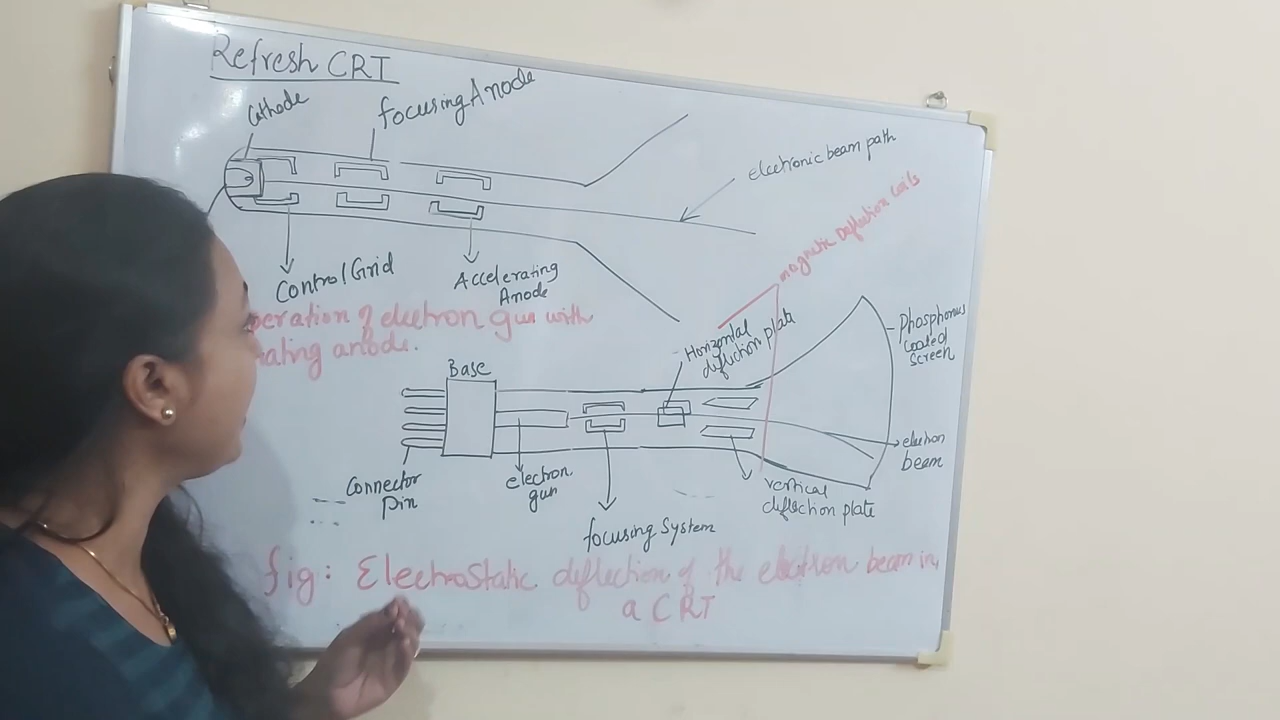 Refresh CRT
Cathode
focusing Anode
electronic beam path
magnetic Deflection coils
Control Grid
Accelerating
Anode
peration of electron gun with
ating anode.
Base
Horizontal
deflection plate
Phosphorus
coated
screen
electron
beam
Connector
pin
electron
gun
focusing System
vertical
deflection plate
fig: Electrostatic deflection of the electron beam in
a CRT